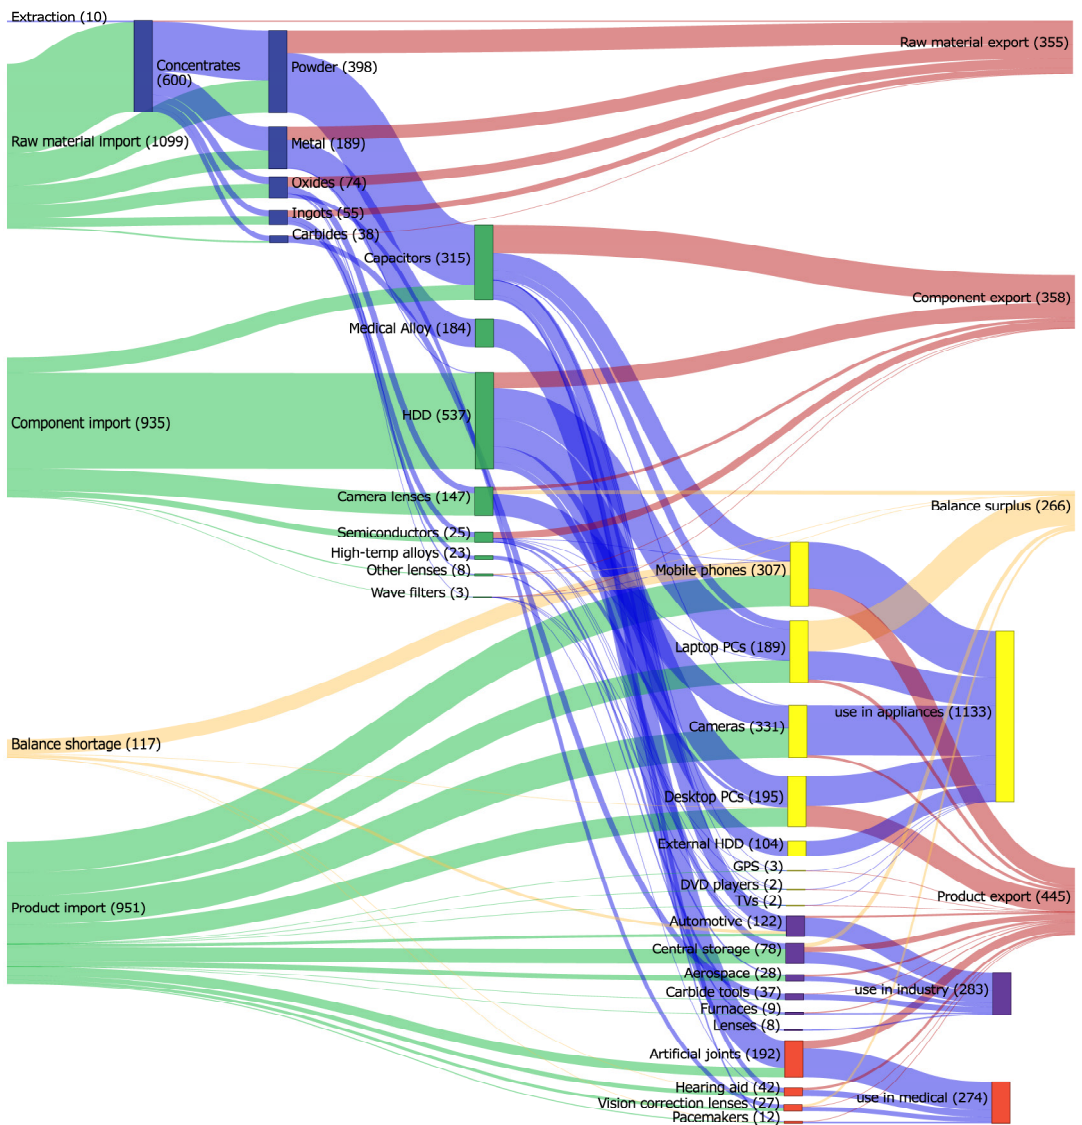 Extraction (10)
Concentrates
(600)
Powder (398)
Raw material export (355)
Raw material import (1099)
Metal (189)
Oxides (74)
Ingots (55)
Carbides (38)
Capacitors (315)
Component export (358)
Medical Alloy (184)
Component import (935)
HDD (537)
Camera lenses (147)
Balance surplus (266)
Semiconductors (25)
High-temp alloys (23)
Other lenses (8)
Wave filters (3)
Mobile phones (307)
Laptop PCs (189)
use in appliances (1133)
Cameras (331)
Balance shortage (117)
Desktop PCs (195)
External HDD (104)
GPS (3)
DVD players (2)
TVs (2)
Product export (445)
Product import (951)
Automotive (122)
Central storage (78)
Aerospace (28)
use in industry (283)
Carbide tools (37)
Furnaces (9)
Lenses (8)
Artificial joints (192)
Hearing aid (42)
use in medical (274)
Vision correction lenses (27)
Pacemakers (12)